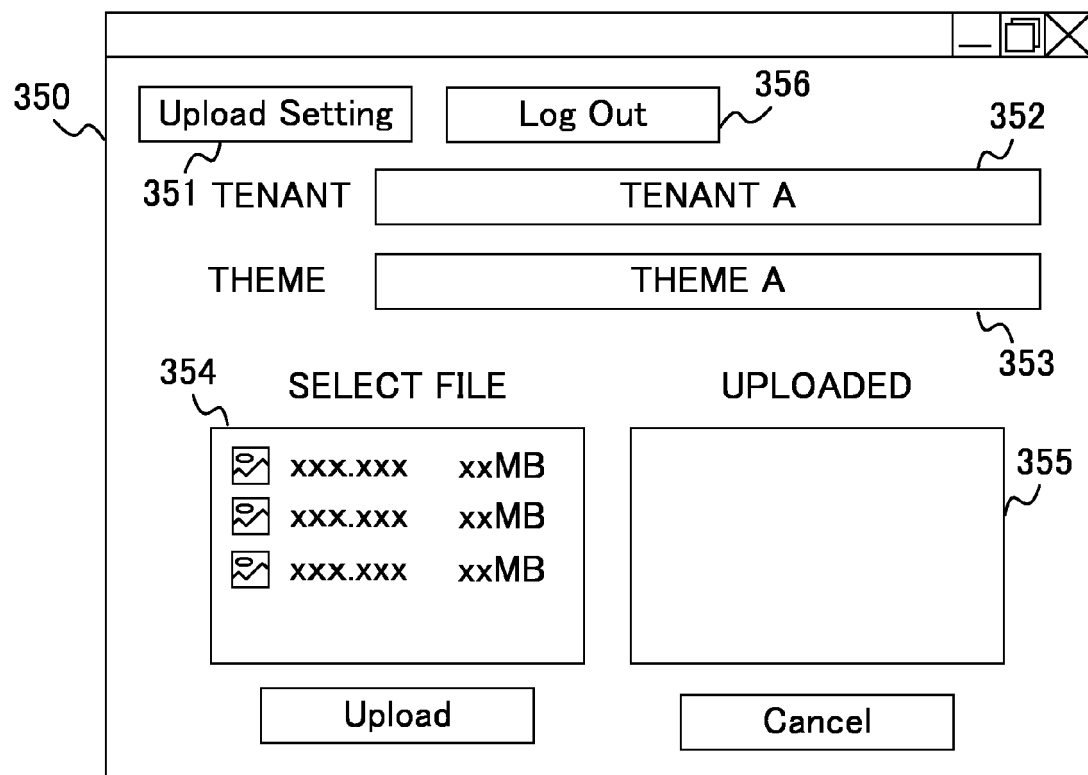 350
Upload Setting
Log Out
356
352
351
TENANT
TENANT A
THEME
THEME A
353
354
SELECT FILE
UPLOADED
xxx.xxx xxMB
355
xxx.xxx xxMB
xxx.xxx xxMB
Upload
Cancel